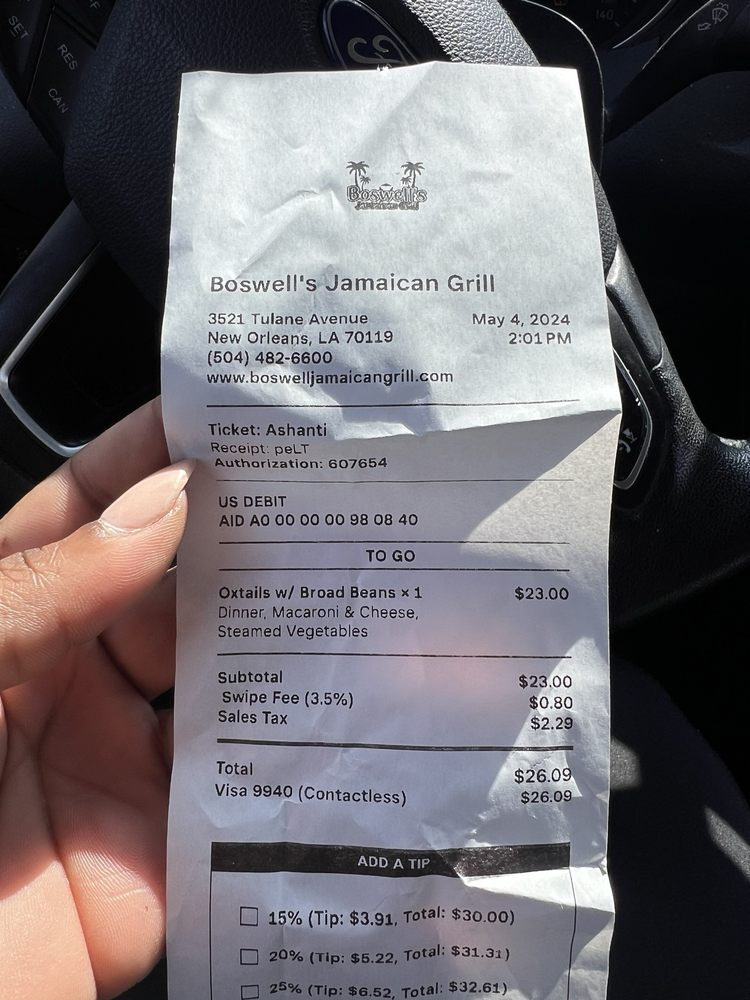 SET
RES
CAN
140
Boswell's
Boswell's Jamaican Grill
3521 Tulane Avenue
May 4, 2024
New Orleans, LA 70119
2:01 PM
(504) 482-6600
www.boswelljamaicangrill.com
Ticket: Ashanti
Receipt: peLT
Authorization: 607654
US DEBIT
AID A0 00 00 00 98 08 40
TO GO
Oxtails w/ Broad Beans × 1 $23.00
Dinner, Macaroni & Cheese,
Steamed Vegetables
Subtotal $23.00
Swipe Fee (3.5%) $0.80
Sales Tax $2.29
Total $26.09
Visa 9940 (Contactless) $26.09
ADD A TIP
15% (Tip: $3.91, Total: $30.00)
20% (Tip: $5.22, Total: $31.31)
25% (Tip: $6.52, Total: $32.61)